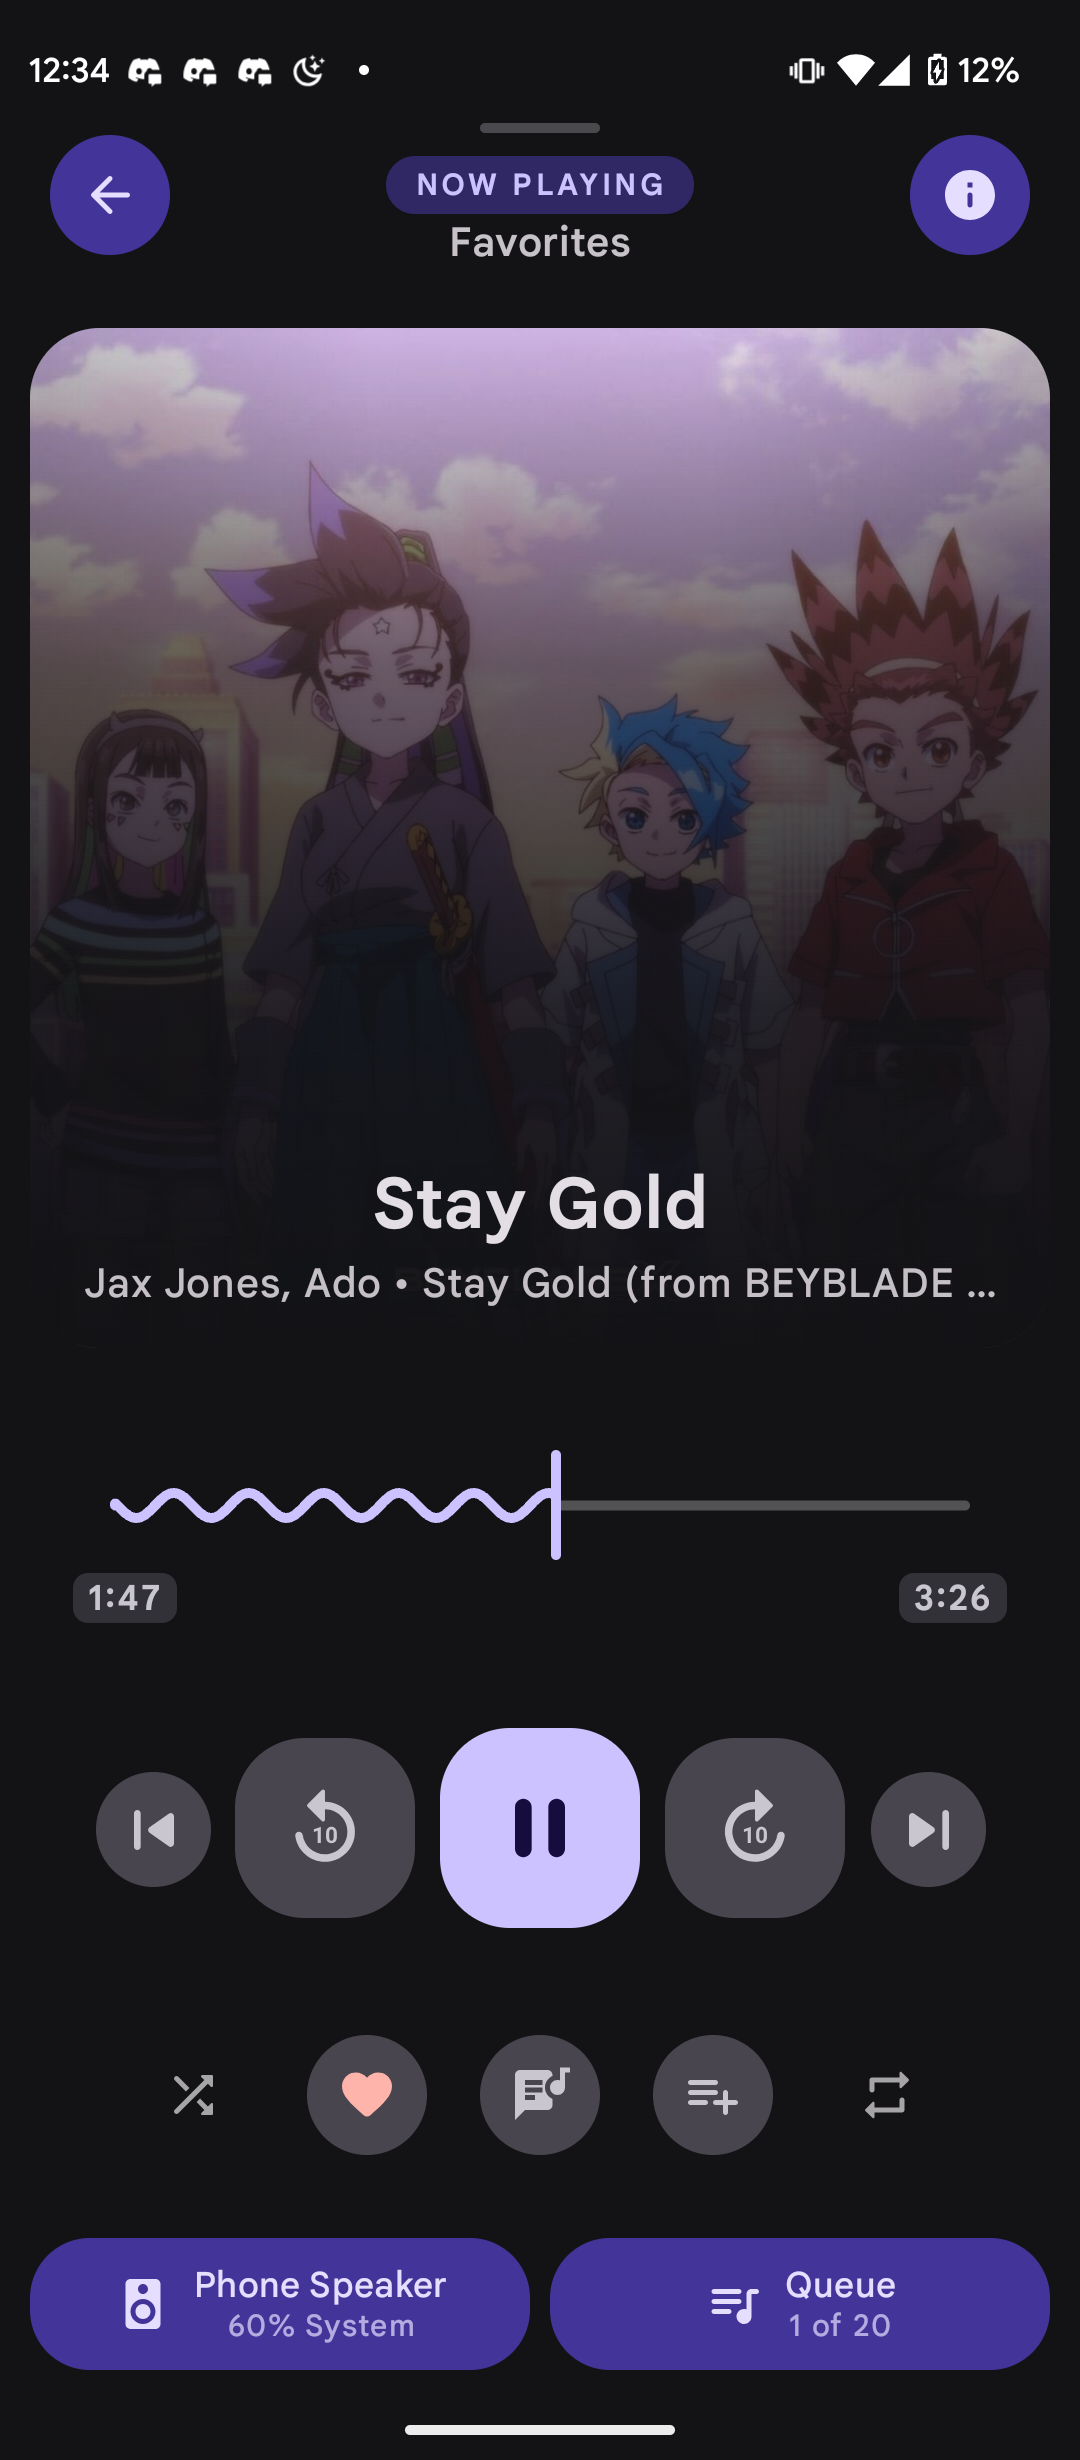 12:34
12%
NOW PLAYING
Favorites
Stay Gold
Jax Jones, Ado • Stay Gold (from BEYBLADE ...
1:47
3:26
10
10
Phone Speaker
60% System
Queue
1 of 20